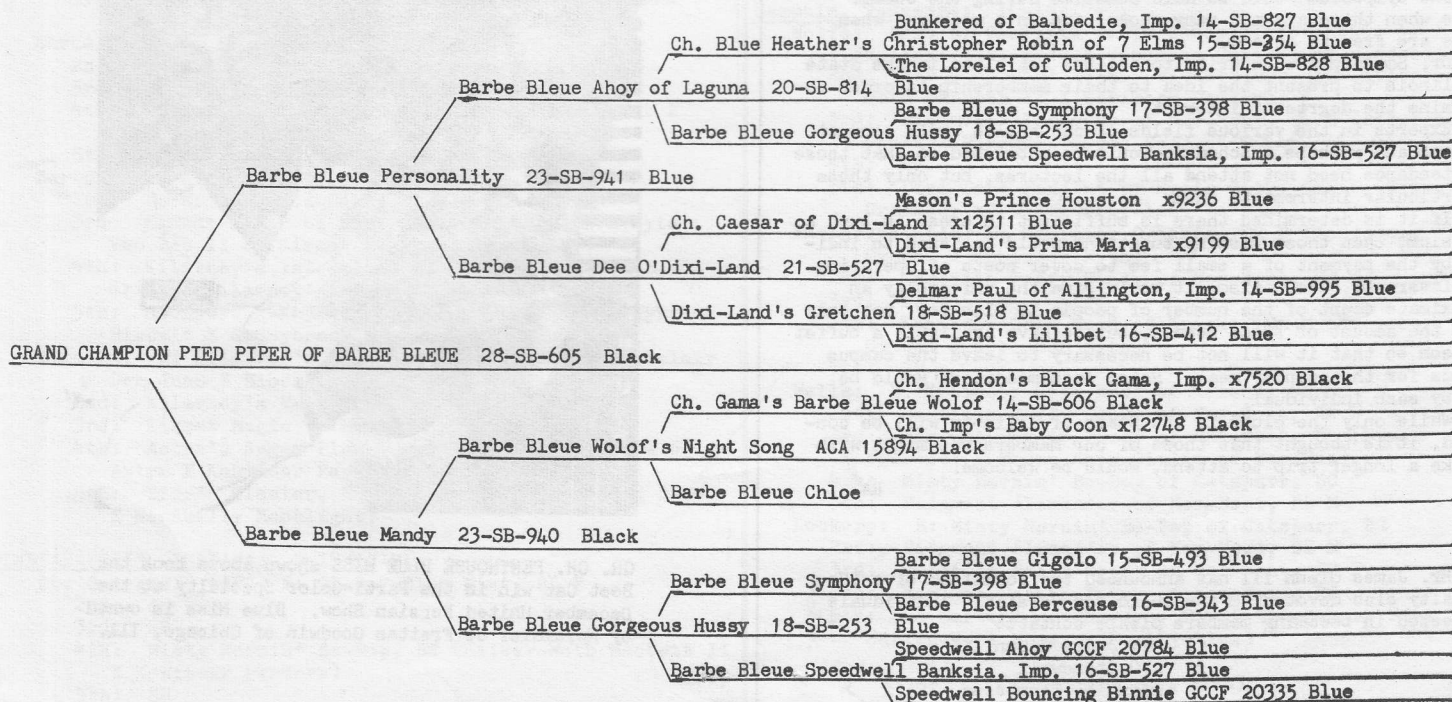 Bunkered of Balbedie, Imp. 14-SB-827 Blue
Ch. Blue Heather's Christopher Robin of 7 Elms 15-SB-254 Blue
The Lorelei of Culloden, Imp. 14-SB-828 Blue
Barbe Bleue Ahoy of Laguna 20-SB-814 Blue
Barbe Bleue Symphony 17-SB-398 Blue
Barbe Bleue Gorgeous Hussy 18-SB-253 Blue
Barbe Bleue Speedwell Banksia, Imp. 16-SB-527 Blue
Barbe Bleue Personality 23-SB-941 Blue
Mason's Prince Houston x9236 Blue
Ch. Caesar of Dixi-Land x12511 Blue
Dixi-Land's Prima Maria x9199 Blue
Barbe Bleue Dee O'Dixi-Land 21-SB-527 Blue
Delmar Paul of Allington, Imp. 14-SB-995 Blue
Dixi-Land's Gretchen 18-SB-518 Blue
Dixi-Land's Lilibet 16-SB-412 Blue
GRAND CHAMPION PIED PIPER OF BARBE BLEUE 28-SB-605 Black
Ch. Hendon's Black Gama, Imp. x7520 Black
Ch. Gama's Barbe Bleue Wolof 14-SB-606 Black
Ch. Imp's Baby Coon x12748 Black
Barbe Bleue Wolof's Night Song ACA 15894 Black
Barbe Bleue Chloe
Barbe Bleue Mandy 23-SB-940 Black
Barbe Bleue Gigolo 15-SB-493 Blue
Barbe Bleue Symphony 17-SB-398 Blue
Barbe Bleue Berceuse 16-SB-343 Blue
Barbe Bleue Gorgeous Hussy 18-SB-253 Blue
Speedwell Ahoy GCCF 20784 Blue
Barbe Bleue Speedwell Banksia, Imp. 16-SB-527 Blue
Speedwell Bouncing Binnie GCCF 20335 Blue